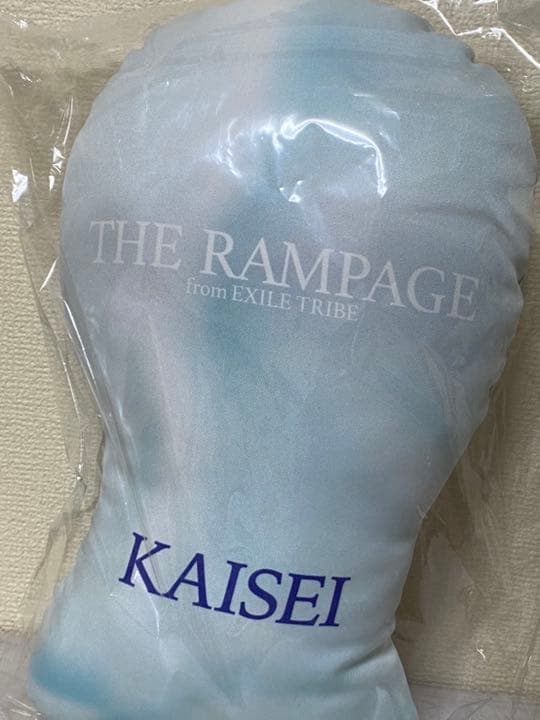 THE RAMPAGE
from EXILE TRIBE
KAISEI